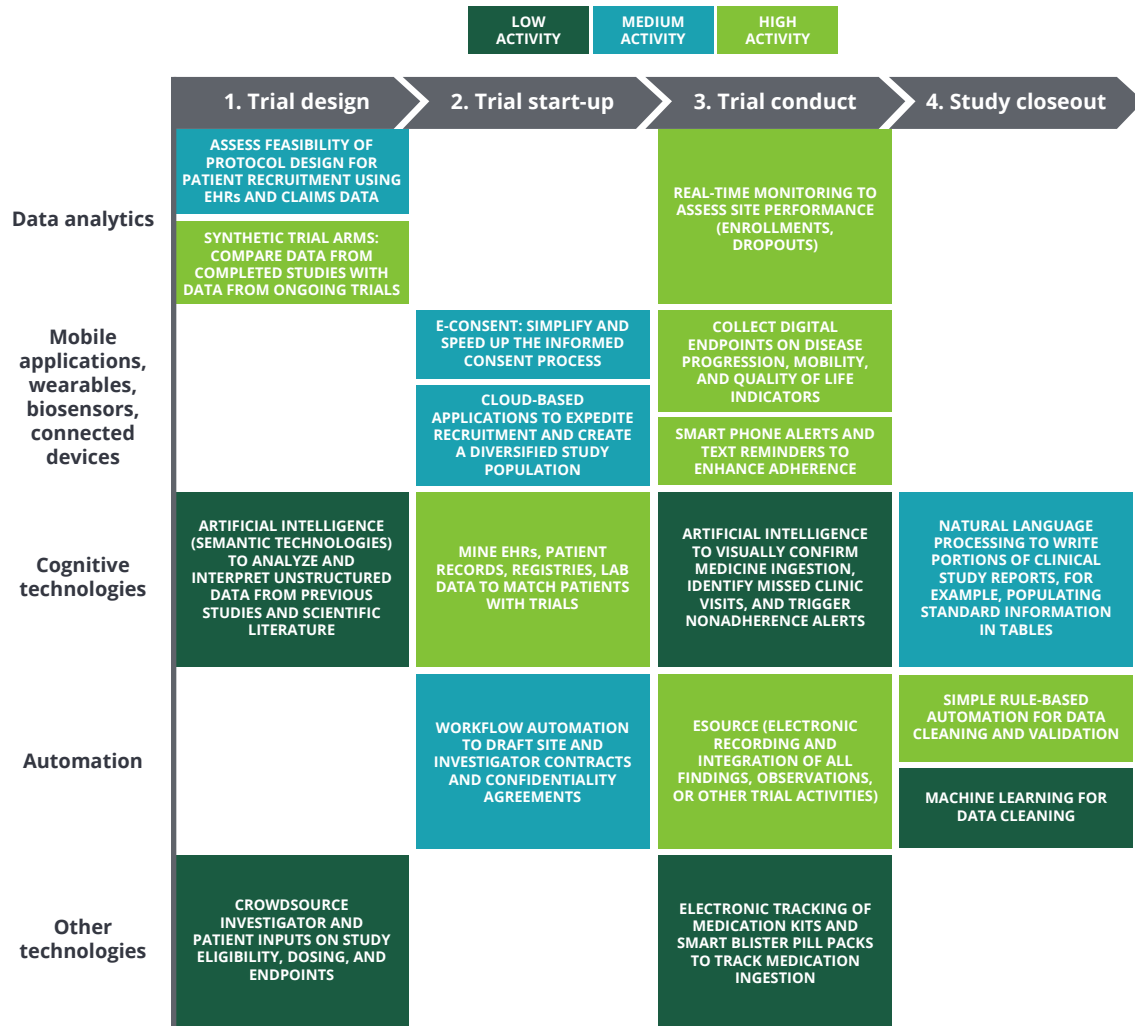 LOW
ACTIVITY
MEDIUM
ACTIVITY
HIGH
ACTIVITY
1. Trial design
2. Trial start-up
3. Trial conduct
4. Study closeout
Data analytics
ASSESS FEASIBILITY OF
PROTOCOL DESIGN FOR
PATIENT RECRUITMENT USING
EHRs AND CLAIMS DATA
SYNTHETIC TRIAL ARMS:
COMPARE DATA FROM
COMPLETED STUDIES WITH
DATA FROM ONGOING TRIALS
REAL-TIME MONITORING TO
ASSESS SITE PERFORMANCE
(ENROLLMENTS,
DROPOUTS)
Mobile
applications,
wearables,
biosensors,
connected
devices
E-CONSENT: SIMPLIFY AND
SPEED UP THE INFORMED
CONSENT PROCESS
CLOUD-BASED
APPLICATIONS TO EXPEDITE
RECRUITMENT AND CREATE
A DIVERSIFIED STUDY
POPULATION
COLLECT DIGITAL
ENDPOINTS ON DISEASE
PROGRESSION, MOBILITY,
AND QUALITY OF LIFE
INDICATORS
SMART PHONE ALERTS AND
TEXT REMINDERS TO
ENHANCE ADHERENCE
Cognitive
technologies
ARTIFICIAL INTELLIGENCE
(SEMANTIC TECHNOLOGIES)
TO ANALYZE AND
INTERPRET UNSTRUCTURED
DATA FROM PREVIOUS
STUDIES AND SCIENTIFIC
LITERATURE
MINE EHRs, PATIENT
RECORDS, REGISTRIES, LAB
DATA TO MATCH PATIENTS
WITH TRIALS
ARTIFICIAL INTELLIGENCE
TO VISUALLY CONFIRM
MEDICINE INGESTION,
IDENTIFY MISSED CLINIC
VISITS, AND TRIGGER
NONADHERENCE ALERTS
NATURAL LANGUAGE
PROCESSING TO WRITE
PORTIONS OF CLINICAL
STUDY REPORTS, FOR
EXAMPLE, POPULATING
STANDARD INFORMATION
IN TABLES
Automation
WORKFLOW AUTOMATION
TO DRAFT SITE AND
INVESTIGATOR CONTRACTS
AND CONFIDENTIALITY
AGREEMENTS
ESOURCE (ELECTRONIC
RECORDING AND
INTEGRATION OF ALL
FINDINGS, OBSERVATIONS,
OR OTHER TRIAL ACTIVITIES)
SIMPLE RULE-BASED
AUTOMATION FOR DATA
CLEANING AND VALIDATION
MACHINE LEARNING FOR
DATA CLEANING
Other
technologies
CROWDSOURCE
INVESTIGATOR AND
PATIENT INPUTS ON STUDY
ELIGIBILITY, DOSING, AND
ENDPOINTS
ELECTRONIC TRACKING OF
MEDICATION KITS AND
SMART BLISTER PILL PACKS
TO TRACK MEDICATION
INGESTION